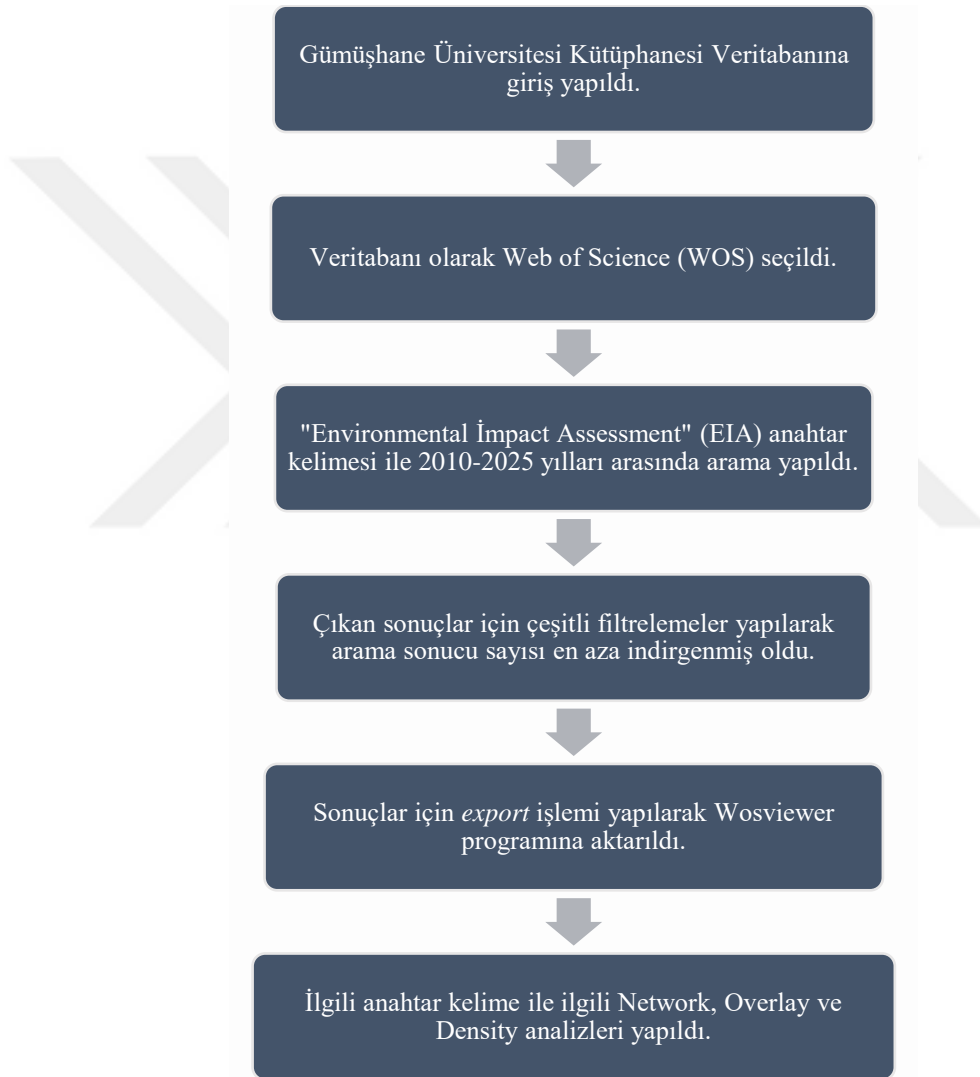 Gümüşhane Üniversitesi Kütüphanesi Veritabanına
giriş yapıldı.
Veritabanı olarak Web of Science (WOS) seçildi.
"Environmental İmpact Assessment" (EIA) anahtar
kelimesi ile 2010-2025 yılları arasında arama yapıldı.
Çıkan sonuçlar için çeşitli filtrelemeler yapılarak
arama sonucu sayısı en aza indirgenmiş oldu.
Sonuçlar için export işlemi yapılarak Wosviewer
programına aktarıldı.
İlgili anahtar kelime ile ilgili Network, Overlay ve
Density analizleri yapıldı.